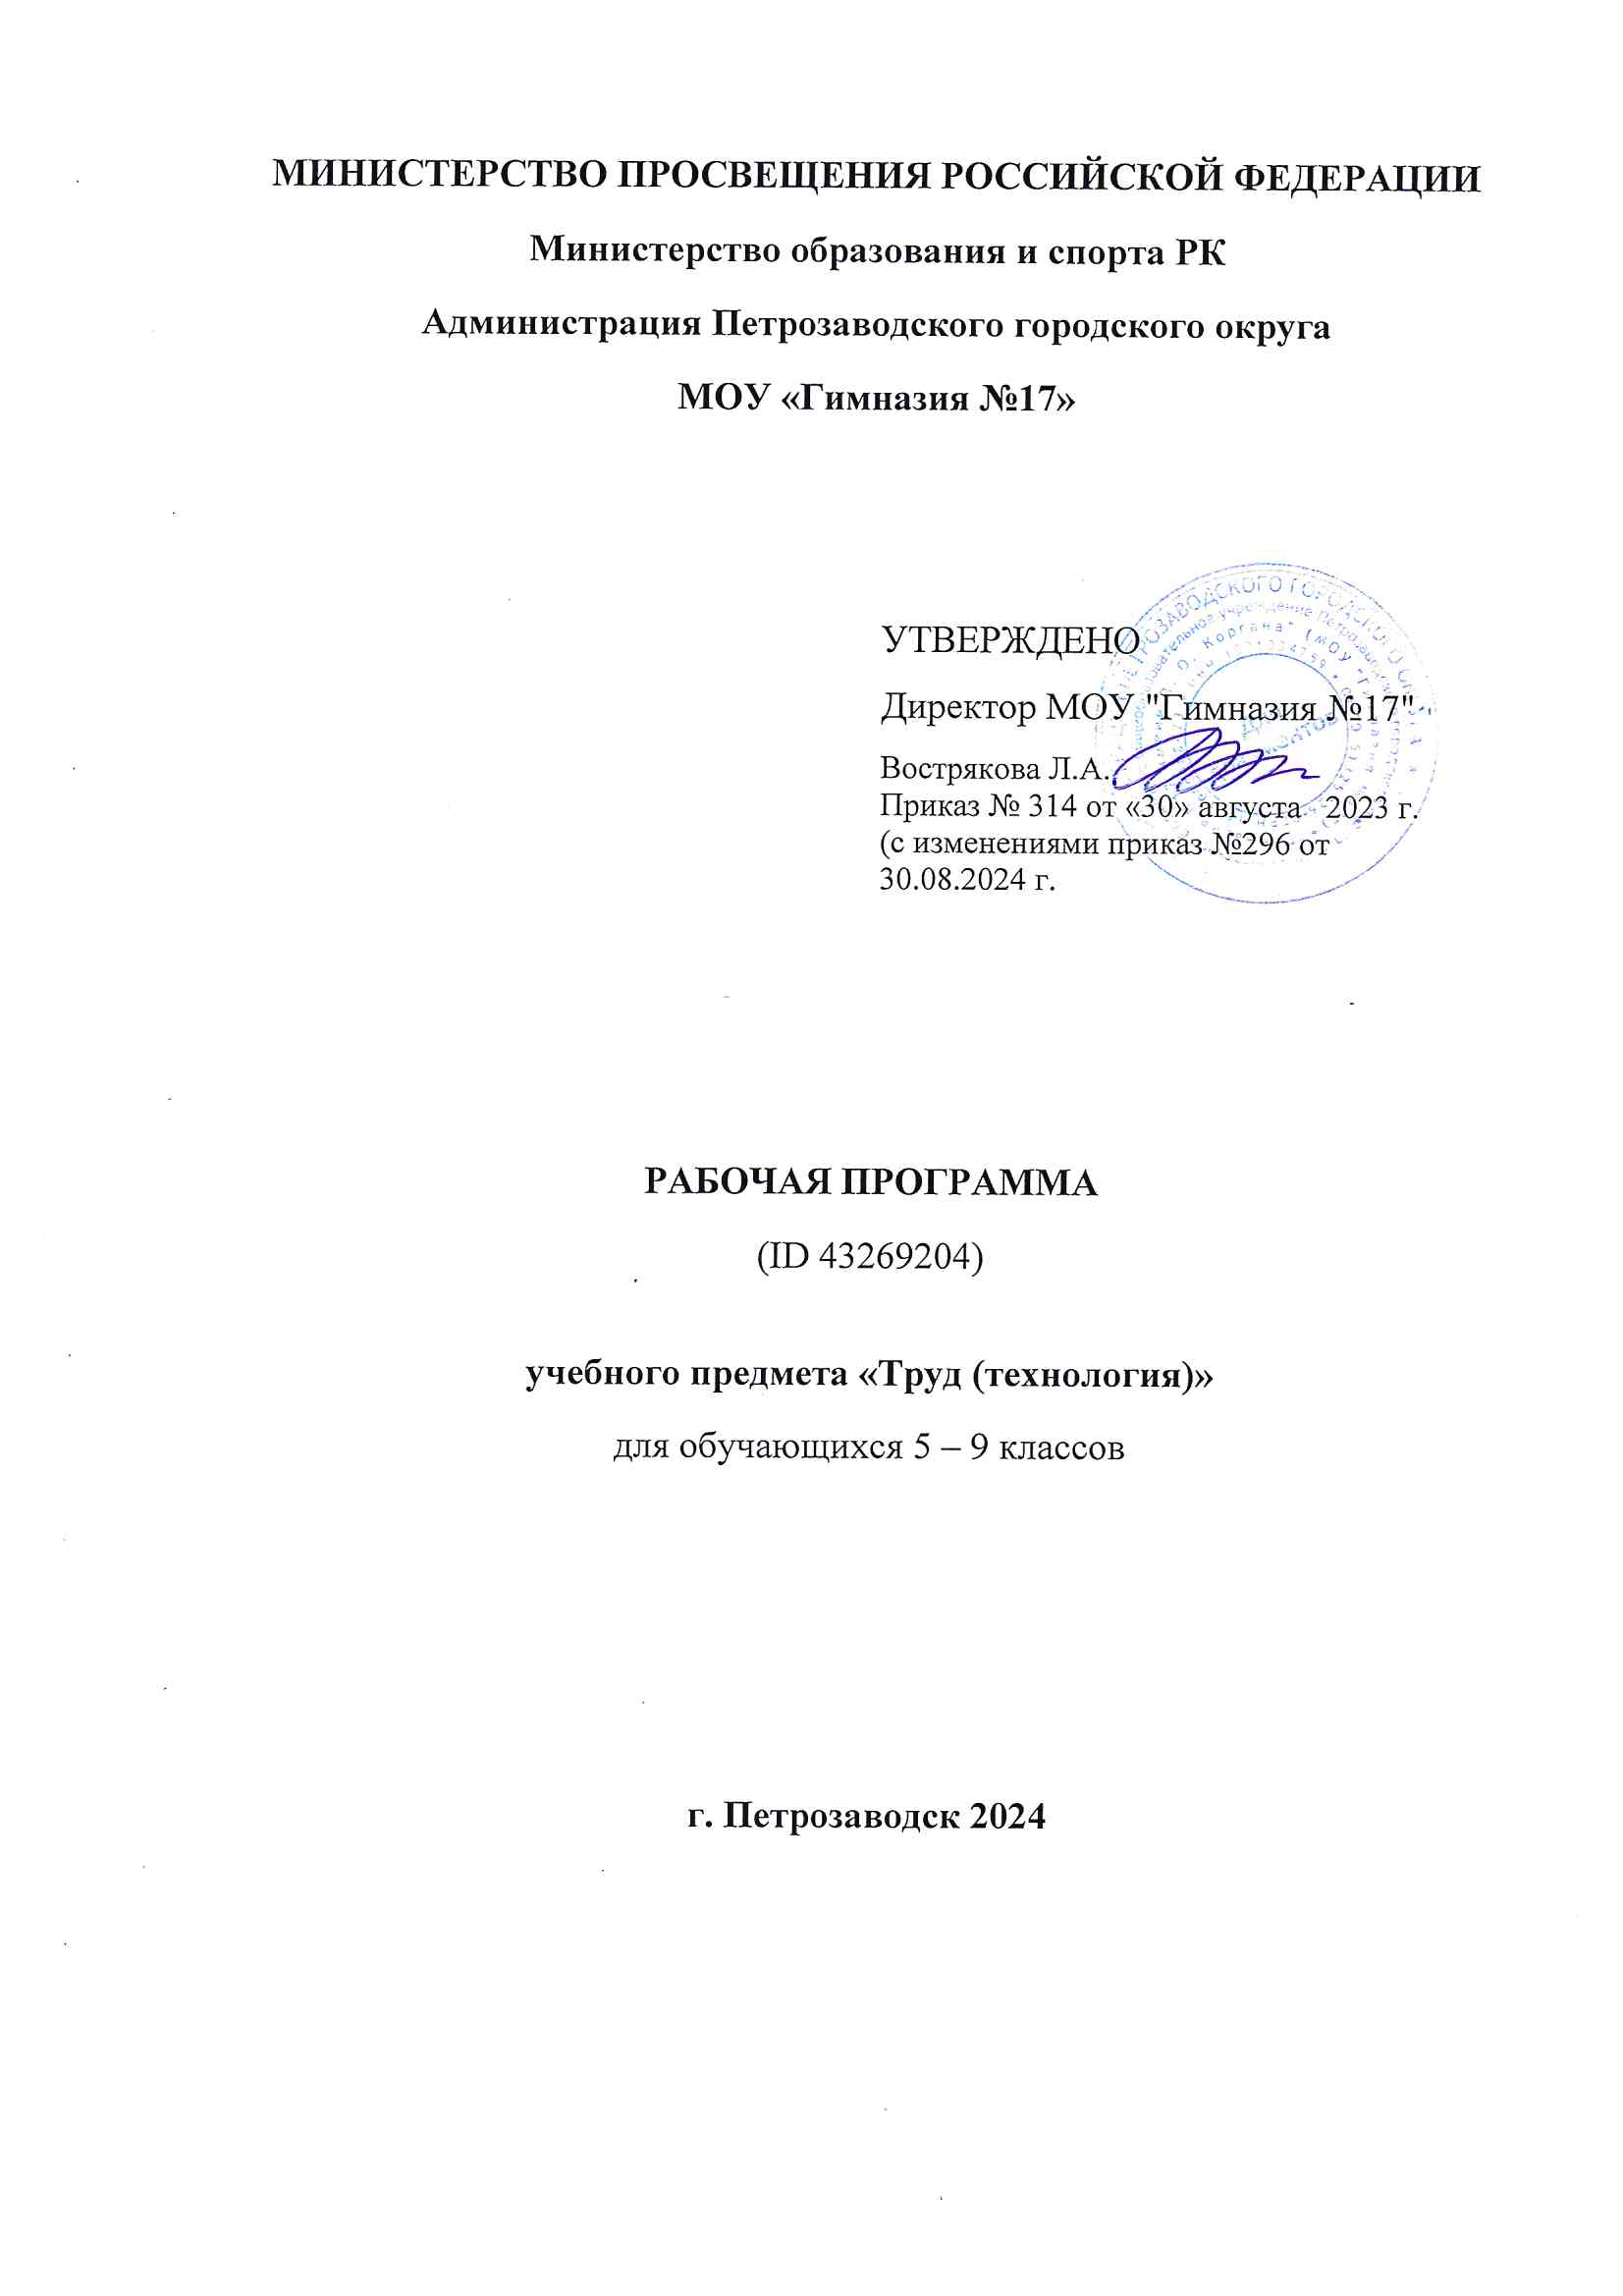 МИНИСТЕРСТВО ПРОСВЕЩЕНИЯ РОССИЙСКОЙ ФЕДЕРАЦИИ
Министерство образования и спорта РК
Администрация Петрозаводского городского округа
МОУ «Гимназия №17»
УТВЕРЖДЕНО
Директор МОУ "Гимназия №17"
Вострякова Л.А.
Приказ № 314 от «30» августа 2023 г.
(с изменениями приказ №296 от
30.08.2024 г.
РАБОЧАЯ ПРОГРАММА
(ID 43269204)
учебного предмета «Труд (технология)»
для обучающихся 5 – 9 классов
г. Петрозаводск 2024